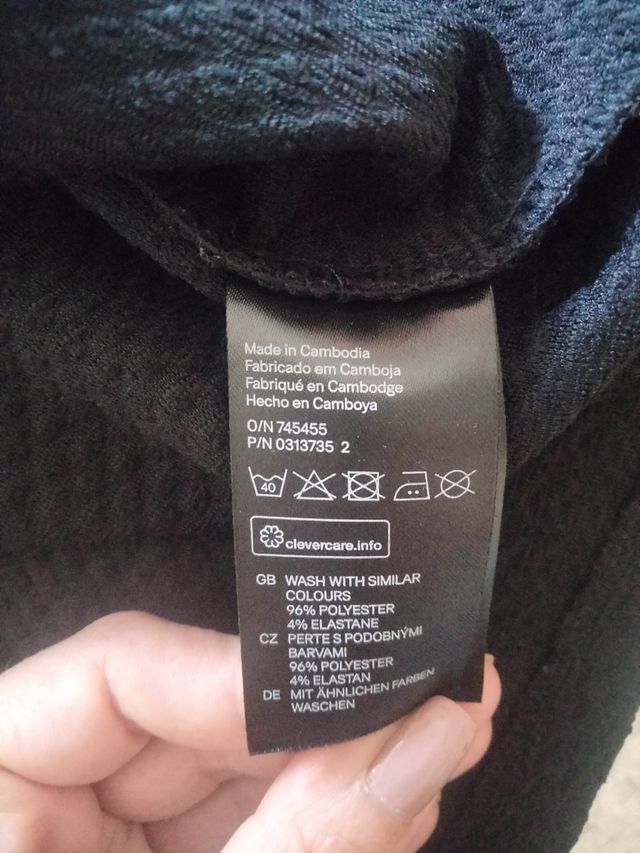 Made in Cambodia
Fabricado em Camboja
Fabriqué en Cambodge
Hecho en Camboya
O/N 745455
P/N 0313735 2
40
clevercare.info
GB WASH WITH SIMILAR
COLOURS
96% POLYESTER
4% ELASTANE
CZ PERTE S PODOBNÝMI
BARVAMI
96% POLYESTER
4% ELASTAN
DE MIT ÄHNLICHEN FARBEN
WASCHEN